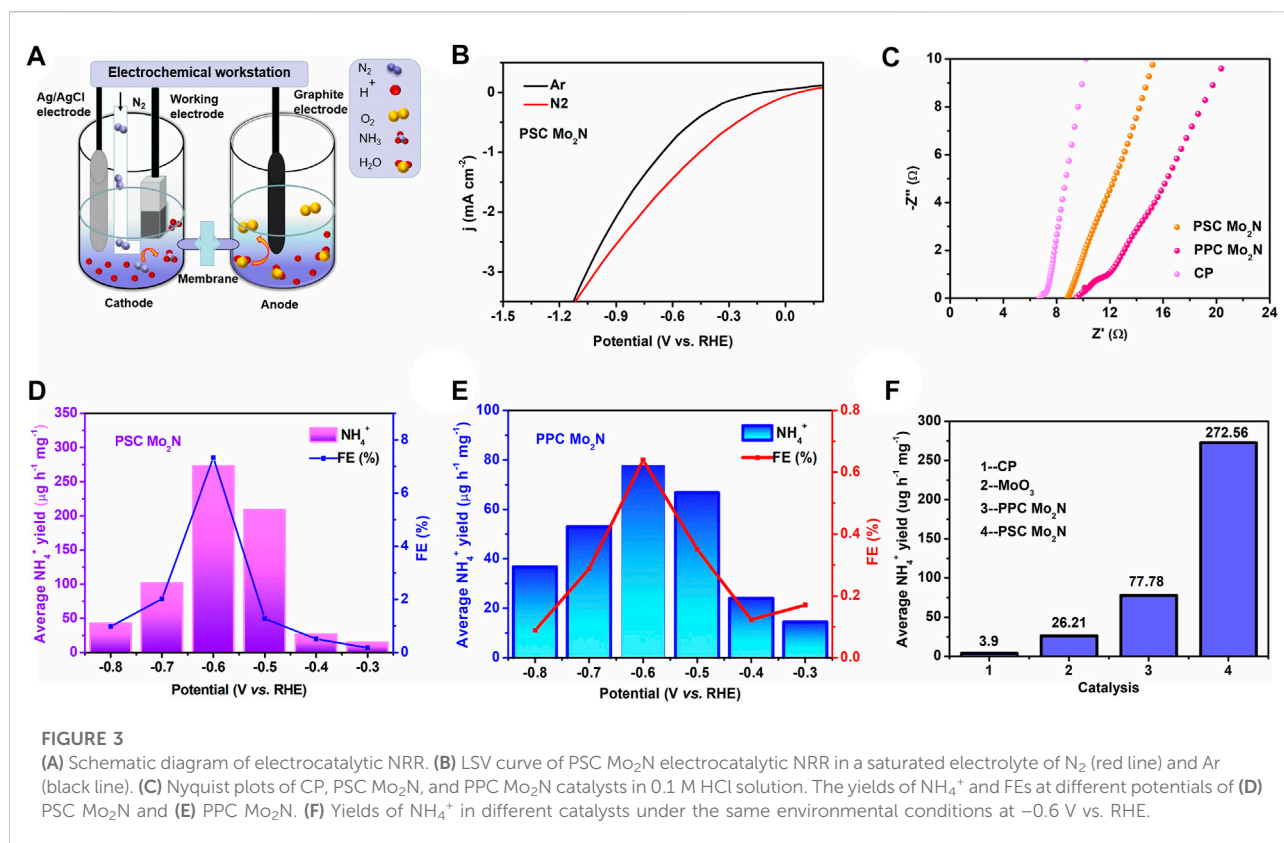 A
Electrochemical workstation
Ag/AgCl
electrode
N₂
Working
electrode
Graphite
electrode
N₂
H⁺
O₂
NH₃
H₂O
Membrane
Cathode
Anode
B
Ar
N2
PSC Mo₂N
j (mA cm⁻²)
0
-1
-2
-3
-1.5
-1.2
-0.9
-0.6
-0.3
0.0
Potential (V vs. RHE)
C
-Z'' (Ω)
10
8
6
4
2
0
PSC Mo₂N
PPC Mo₂N
CP
0
4
8
12
16
20
24
Z' (Ω)
D
PSC Mo₂N
NH₄⁺
FE (%)
Average NH₄⁺ yield (μg h⁻¹ mg⁻¹)
350
300
250
200
150
100
50
0
FE (%)
8
6
4
2
0
-0.8
-0.7
-0.6
-0.5
-0.4
-0.3
Potential (V vs. RHE)
E
PPC Mo₂N
NH₄⁺
FE (%)
Average NH₄⁺ yield (μg h⁻¹ mg⁻¹)
100
80
60
40
20
0
FE (%)
0.8
0.6
0.4
0.2
0.0
-0.8
-0.7
-0.6
-0.5
-0.4
-0.3
Potential (V vs. RHE)
F
Average NH₄⁺ yield (ug h⁻¹ mg⁻¹)
300
250
200
150
100
50
0
1--CP
2--MoO₃
3--PPC Mo₂N
4--PSC Mo₂N
3.9
26.21
77.78
272.56
1
2
3
4
Catalysis
FIGURE 3
(A) Schematic diagram of electrocatalytic NRR. (B) LSV curve of PSC Mo₂N electrocatalytic NRR in a saturated electrolyte of N₂ (red line) and Ar
(black line). (C) Nyquist plots of CP, PSC Mo₂N, and PPC Mo₂N catalysts in 0.1 M HCl solution. The yields of NH₄⁺ and FEs at different potentials of (D)
PSC Mo₂N and (E) PPC Mo₂N. (F) Yields of NH₄⁺ in different catalysts under the same environmental conditions at −0.6 V vs. RHE.